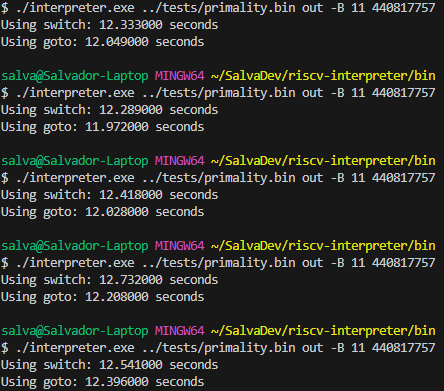 $ ./interpreter.exe ../tests/primality.bin out -B 11 440817757
Using switch: 12.333000 seconds
Using goto: 12.049000 seconds
salva@Salvador-Laptop MINGW64 ~/SalvaDev/riscv-interpreter/bin
$ ./interpreter.exe ../tests/primality.bin out -B 11 440817757
Using switch: 12.289000 seconds
Using goto: 11.972000 seconds
salva@Salvador-Laptop MINGW64 ~/SalvaDev/riscv-interpreter/bin
$ ./interpreter.exe ../tests/primality.bin out -B 11 440817757
Using switch: 12.418000 seconds
Using goto: 12.028000 seconds
salva@Salvador-Laptop MINGW64 ~/SalvaDev/riscv-interpreter/bin
$ ./interpreter.exe ../tests/primality.bin out -B 11 440817757
Using switch: 12.732000 seconds
Using goto: 12.208000 seconds
salva@Salvador-Laptop MINGW64 ~/SalvaDev/riscv-interpreter/bin
$ ./interpreter.exe ../tests/primality.bin out -B 11 440817757
Using switch: 12.541000 seconds
Using goto: 12.396000 seconds